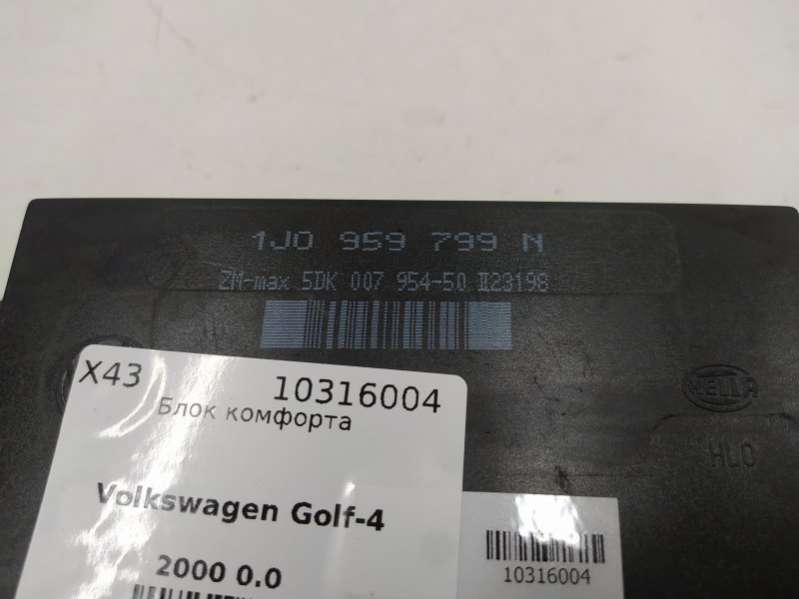 1J0 959 799 N
ZM-max 5DK 007 954-50 II23198
HELLA
HLO
X43 10316004
Блок комфорта
Volkswagen Golf-4
2000 0.0
10316004